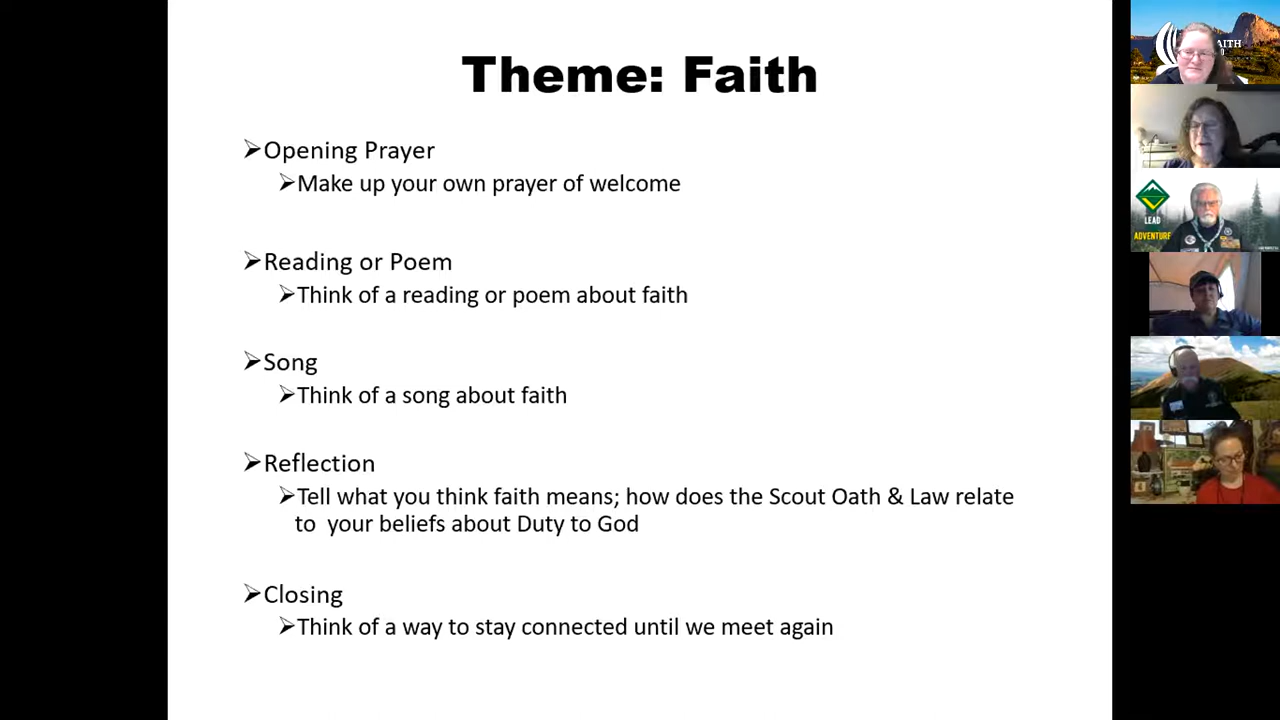 Theme: Faith
➢Opening Prayer
➢Make up your own prayer of welcome
➢Reading or Poem
➢Think of a reading or poem about faith
➢Song
➢Think of a song about faith
➢Reflection
➢Tell what you think faith means; how does the Scout Oath & Law relate
to  your beliefs about Duty to God
➢Closing
➢Think of a way to stay connected until we meet again
AITH
LEAD
ADVENTURE